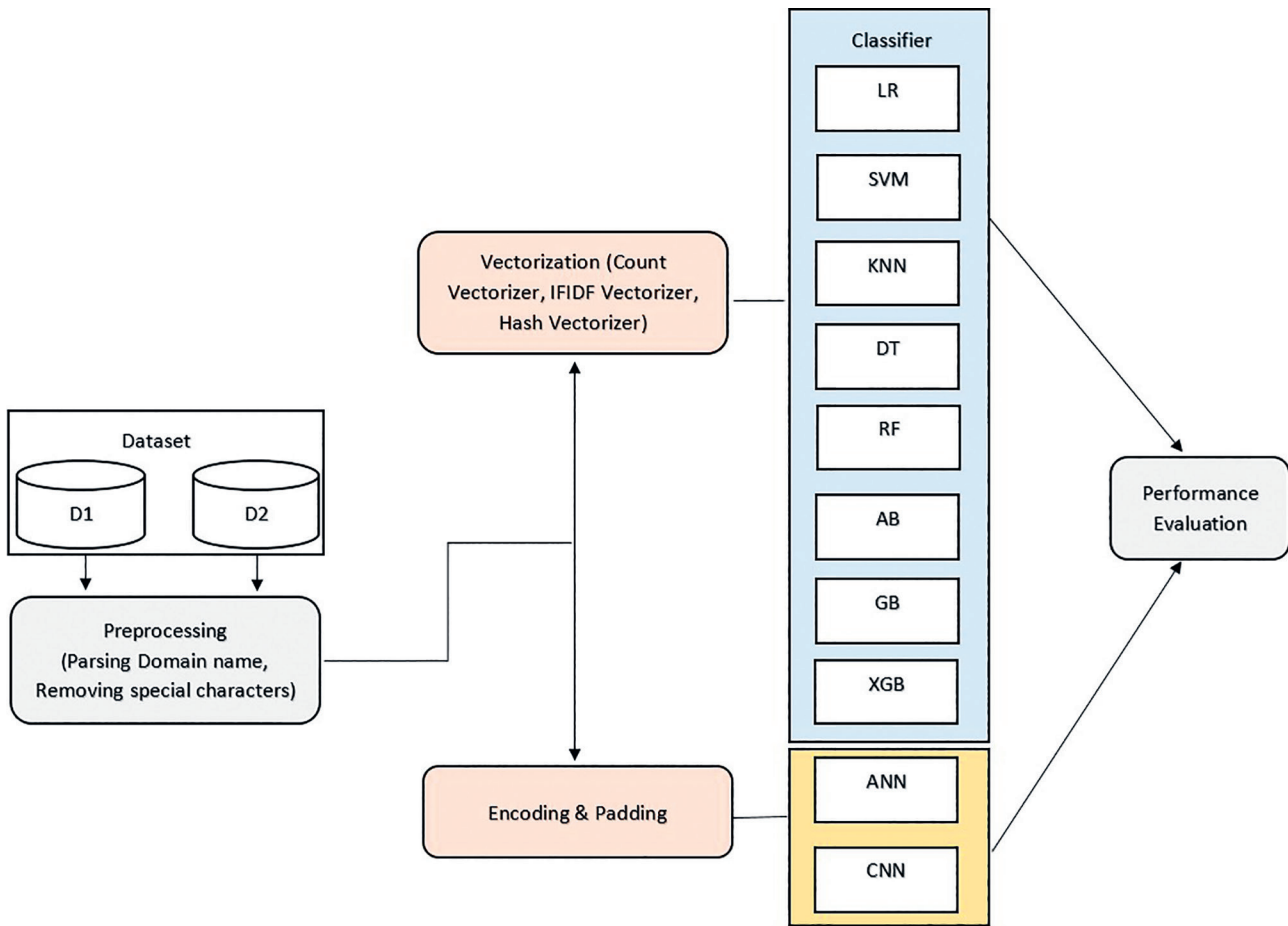 Dataset
D1
D2
Preprocessing
(Parsing Domain name,
Removing special characters)
Vectorization (Count
Vectorizer, IFIDF Vectorizer,
Hash Vectorizer)
Encoding & Padding
Classifier
LR
SVM
KNN
DT
RF
AB
GB
XGB
ANN
CNN
Performance
Evaluation